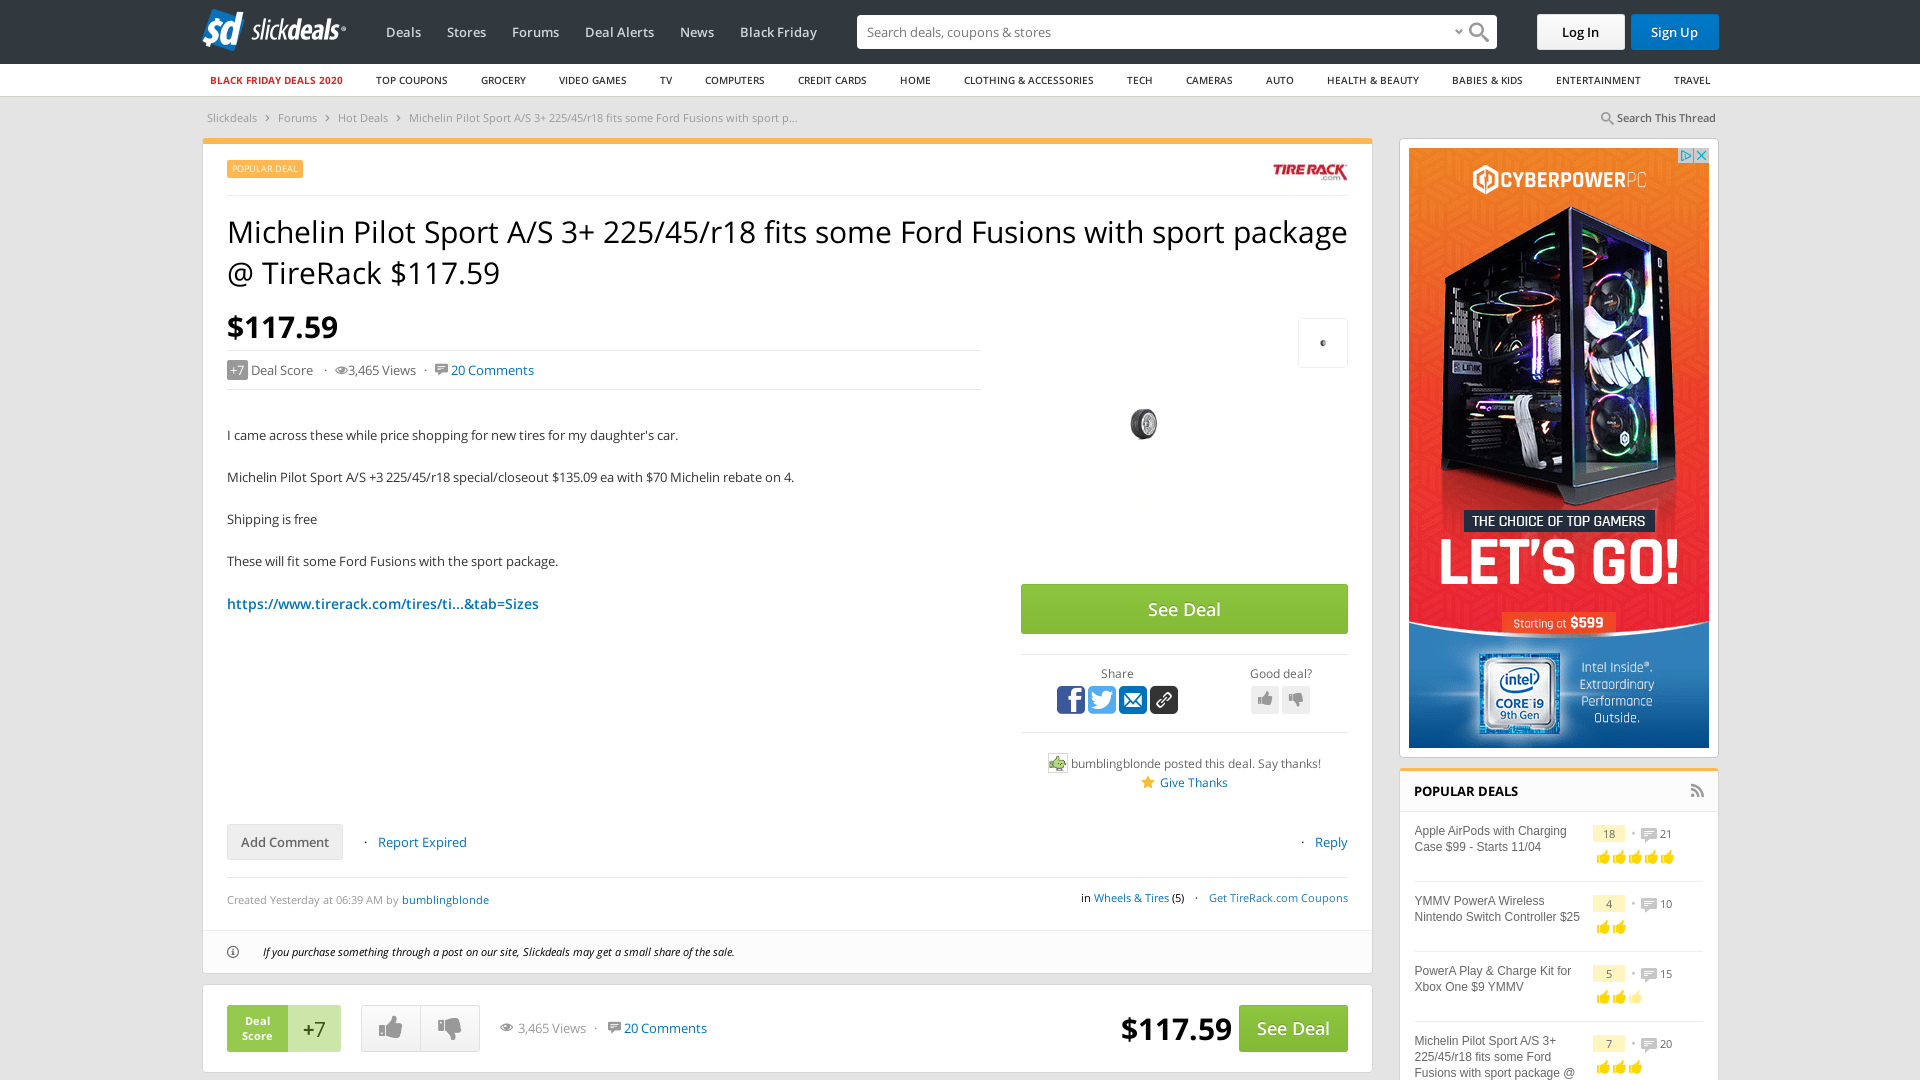 slickdeals
Deals
Stores
Forums
Deal Alerts
News
Black Friday
Search deals, coupons & stores
Log In
Sign Up
BLACK FRIDAY DEALS 2020
TOP COUPONS
GROCERY
VIDEO GAMES
TV
COMPUTERS
CREDIT CARDS
HOME
CLOTHING & ACCESSORIES
TECH
CAMERAS
AUTO
HEALTH & BEAUTY
BABIES & KIDS
ENTERTAINMENT
TRAVEL
Slickdeals › Forums › Hot Deals › Michelin Pilot Sport A/S 3+ 225/45/r18 fits some Ford Fusions with sport p...
Search This Thread
POPULAR DEAL
TIRE RACK
.com
Michelin Pilot Sport A/S 3+ 225/45/r18 fits some Ford Fusions with sport package
@ TireRack $117.59
$117.59
+7 Deal Score · 3,465 Views · 20 Comments
I came across these while price shopping for new tires for my daughter's car.
Michelin Pilot Sport A/S +3 225/45/r18 special/closeout $135.09 ea with $70 Michelin rebate on 4.
Shipping is free
These will fit some Ford Fusions with the sport package.
https://www.tirerack.com/tires/ti...&tab=Sizes
See Deal
Share
Good deal?
bumblingblonde posted this deal. Say thanks!
Give Thanks
Add Comment · Report Expired
· Reply
Created Yesterday at 06:39 AM by bumblingblonde
in Wheels & Tires (5) · Get TireRack.com Coupons
If you purchase something through a post on our site, Slickdeals may get a small share of the sale.
Deal
Score
+7
3,465 Views · 20 Comments
$117.59
See Deal
CYBERPOWERPC
THE CHOICE OF TOP GAMERS
LET'S GO!
Starting at $599
intel
CORE i9
9th Gen
Intel Inside®.
Extraordinary
Performance
Outside.
POPULAR DEALS
Apple AirPods with Charging
Case $99 - Starts 11/04
18 • 21
YMMV PowerA Wireless
Nintendo Switch Controller $25
4 • 10
PowerA Play & Charge Kit for
Xbox One $9 YMMV
5 • 15
Michelin Pilot Sport A/S 3+
225/45/r18 fits some Ford
Fusions with sport package @
7 • 20